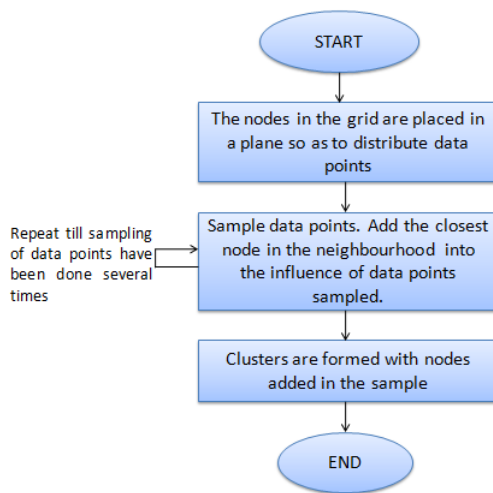 START
The nodes in the grid are placed in
a plane so as to distribute data
points
Repeat till sampling
of data points have
been done several
times
Sample data points. Add the closest
node in the neighbourhood into
the influence of data points
sampled.
Clusters are formed with nodes
added in the sample
END